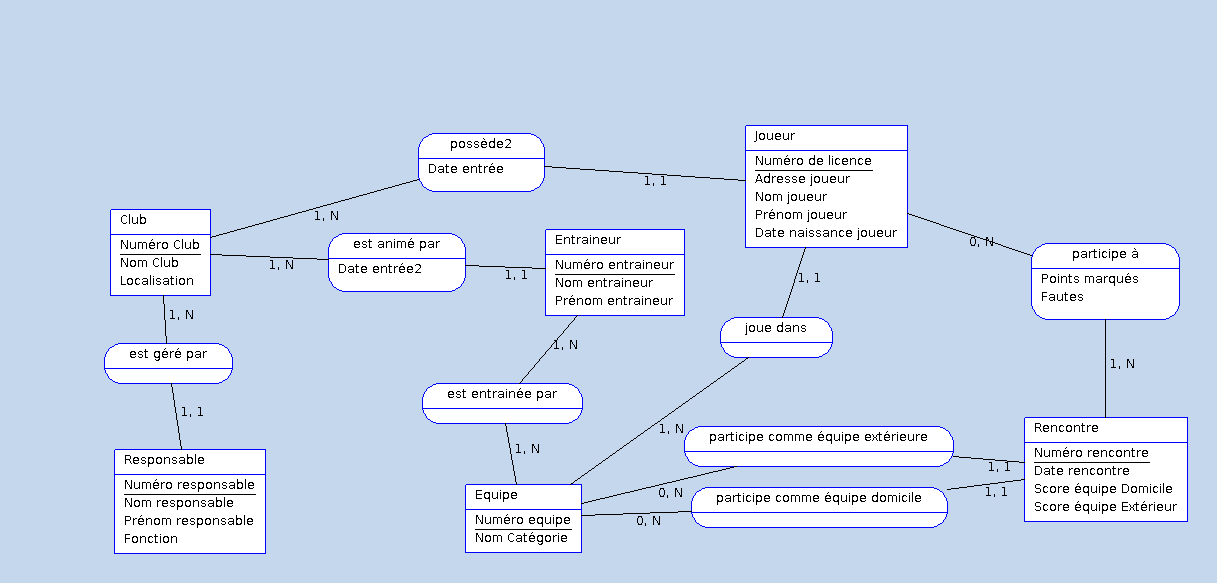 possède2
Date entrée
1, 1
1, N
Joueur
Numéro de licence
Adresse joueur
Nom joueur
Prénom joueur
Date naissance joueur
Club
Numéro Club
Nom Club
Localisation
est animé par
Date entrée2
1, N
1, 1
Entraineur
Numéro entraineur
Nom entraineur
Prénom entraineur
0, N
participe à
Points marqués
Fautes
1, N
1, N
est géré par
1, 1
1, 1
joue dans
1, N
est entrainée par
1, N
1, N
Responsable
Numéro responsable
Nom responsable
Prénom responsable
Fonction
Equipe
Numéro equipe
Nom Catégorie
participe comme équipe extérieure
0, N
1, 1
participe comme équipe domicile
0, N
1, 1
Rencontre
Numéro rencontre
Date rencontre
Score équipe Domicile
Score équipe Extérieur